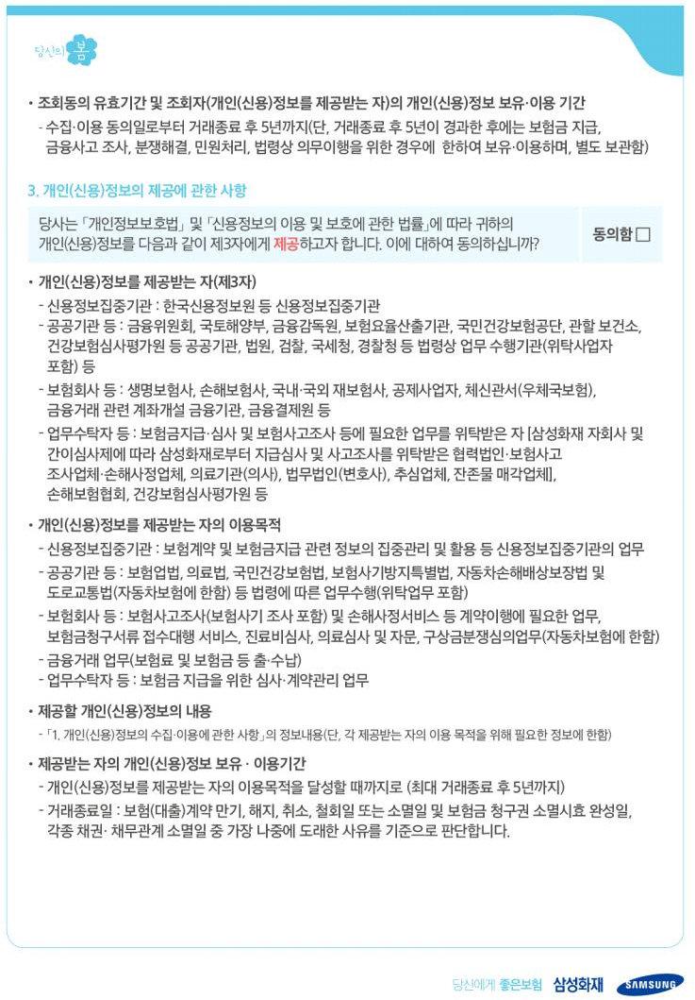 당신의 봄
• 조회동의 유효기간 및 조회자(개인(신용)정보를 제공받는 자)의 개인(신용)정보 보유·이용 기간
- 수집·이용 동의일로부터 거래종료 후 5년까지(단, 거래종료 후 5년이 경과한 후에는 보험금 지급,
금융사고 조사, 분쟁해결, 민원처리, 법령상 의무이행을 위한 경우에 한하여 보유·이용하며, 별도 보관함)
3. 개인(신용)정보의 제공에 관한 사항
당사는 「개인정보보호법」 및 「신용정보의 이용 및 보호에 관한 법률」에 따라 귀하의
개인(신용)정보를 다음과 같이 제3자에게 제공하고자 합니다. 이에 대하여 동의하십니까?
동의함 □
• 개인(신용)정보를 제공받는 자(제3자)
- 신용정보집중기관 : 한국신용정보원 등 신용정보집중기관
- 공공기관 등 : 금융위원회, 국토해양부, 금융감독원, 보험요율산출기관, 국민건강보험공단, 관할 보건소,
건강보험심사평가원 등 공공기관, 법원, 검찰, 국세청, 경찰청 등 법령상 업무 수행기관(위탁사업자
포함) 등
- 보험회사 등 : 생명보험사, 손해보험사, 국내·국외 재보험사, 공제사업자, 체신관서(우체국보험),
금융거래 관련 계좌개설 금융기관, 금융결제원 등
- 업무수탁자 등 : 보험금지급·심사 및 보험사고조사 등에 필요한 업무를 위탁받은 자 [삼성화재 자회사 및
간이심사제에 따라 삼성화재로부터 지급심사 및 사고조사를 위탁받은 협력법인·보험사고
조사업체·손해사정업체, 의료기관(의사), 법무법인(변호사), 추심업체, 잔존물 매각업체],
손해보험협회, 건강보험심사평가원 등
• 개인(신용)정보를 제공받는 자의 이용목적
- 신용정보집중기관 : 보험계약 및 보험금지급 관련 정보의 집중관리 및 활용 등 신용정보집중기관의 업무
- 공공기관 등 : 보험업법, 의료법, 국민건강보험법, 보험사기방지특별법, 자동차손해배상보장법 및
도로교통법(자동차보험에 한함) 등 법령에 따른 업무수행(위탁업무 포함)
- 보험회사 등 : 보험사고조사(보험사기 조사 포함) 및 손해사정서비스 등 계약이행에 필요한 업무,
보험금청구서류 접수대행 서비스, 진료비심사, 의료심사 및 자문, 구상금분쟁심의업무(자동차보험에 한함)
- 금융거래 업무(보험료 및 보험금 등 출·수납)
- 업무수탁자 등 : 보험금 지급을 위한 심사·계약관리 업무
• 제공할 개인(신용)정보의 내용
- 「1. 개인(신용)정보의 수집·이용에 관한 사항」의 정보내용(단, 각 제공받는 자의 이용 목적을 위해 필요한 정보에 한함)
• 제공받는 자의 개인(신용)정보 보유 · 이용기간
- 개인(신용)정보를 제공받는 자의 이용목적을 달성할 때까지로 (최대 거래종료 후 5년까지)
- 거래종료일 : 보험(대출)계약 만기, 해지, 취소, 철회일 또는 소멸일 및 보험금 청구권 소멸시효 완성일,
각종 채권· 채무관계 소멸일 중 가장 나중에 도래한 사유를 기준으로 판단합니다.
당신에게 좋은보험 삼성화재 SAMSUNG